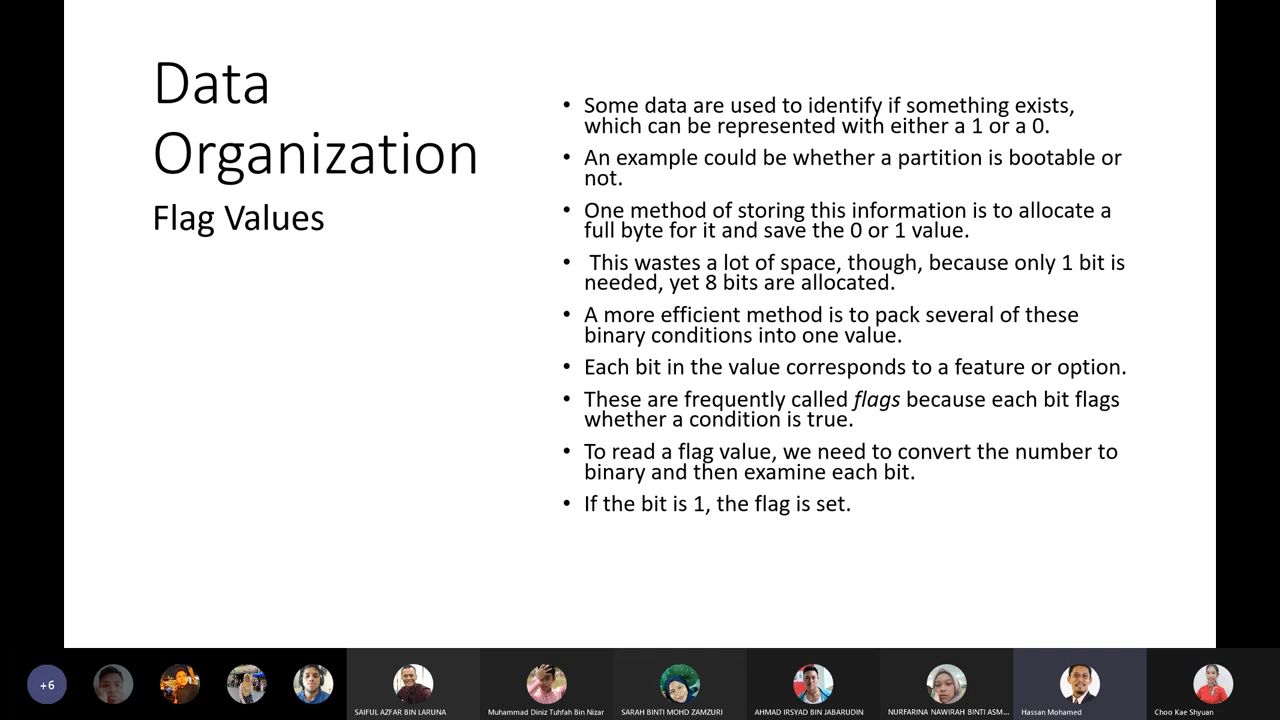 Data
Organization
Flag Values
• Some data are used to identify if something exists,
which can be represented with either a 1 or a 0.
• An example could be whether a partition is bootable or
not.
• One method of storing this information is to allocate a
full byte for it and save the 0 or 1 value.
• This wastes a lot of space, though, because only 1 bit is
needed, yet 8 bits are allocated.
• A more efficient method is to pack several of these
binary conditions into one value.
• Each bit in the value corresponds to a feature or option.
• These are frequently called flags because each bit flags
whether a condition is true.
• To read a flag value, we need to convert the number to
binary and then examine each bit.
• If the bit is 1, the flag is set.
+6
SAIFUL AZFAR BIN LARUNA
Muhammad Diniz Tuhfah Bin Nizar
SARAH BINTI MOHD ZAMZURI
AHMAD IRSYAD BIN JABARUDIN
NURFARINA NAWIRAH BINTI ASM...
Hassan Mohamed
Choo Kae Shyuan